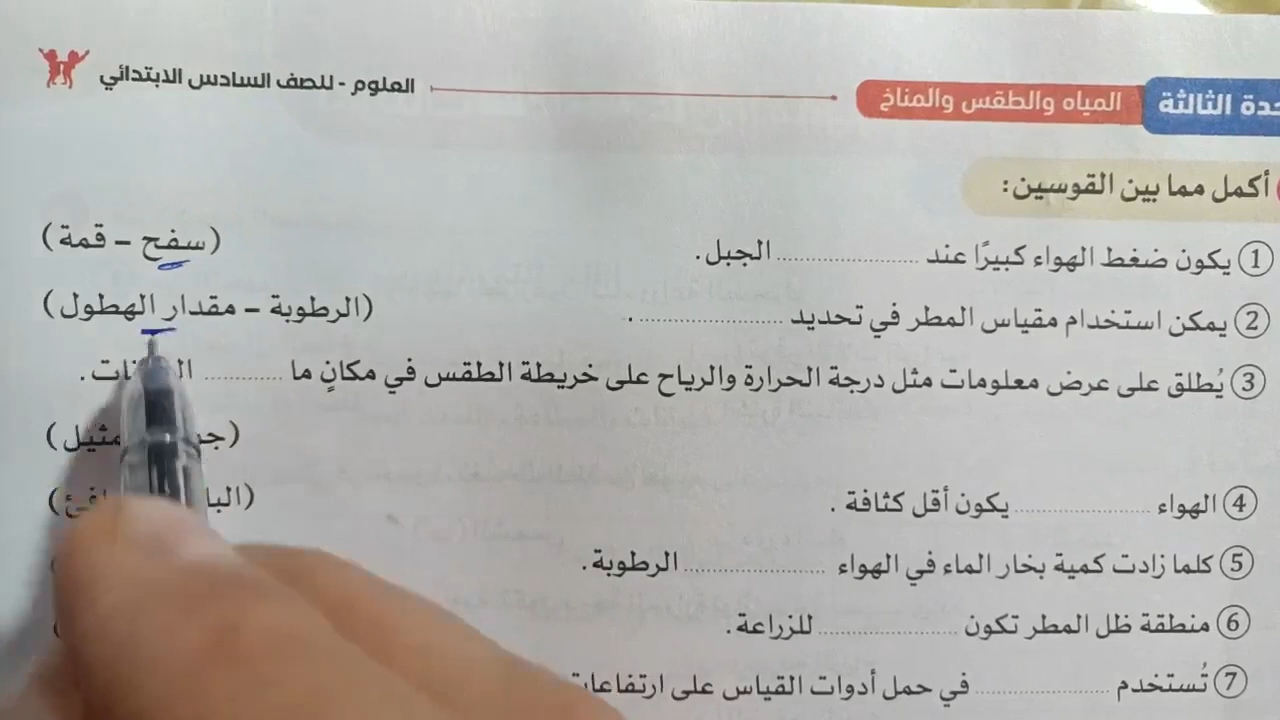 العلوم - للصف السادس الابتدائي
الثالثة المياه والطقس والمناخ
أكمل مما بين القوسين:
① يكون ضغط الهواء كبيرًا عند .................... الجبل. (سفح - قمة)
② يمكن استخدام مقياس المطر في تحديد .................... . (الرطوبة - مقدار الهطول)
③ يُطلق على عرض معلومات مثل درجة الحرارة والرياح على خريطة الطقس في مكانٍ ما ...........
④ الهواء .................... يكون أقل كثافة .
⑤ كلما زادت كمية بخار الماء في الهواء .................... الرطوبة.
⑥ منطقة ظل المطر تكون .................... للزراعة.
⑦ تُستخدم .................... في حمل أدوات القياس على